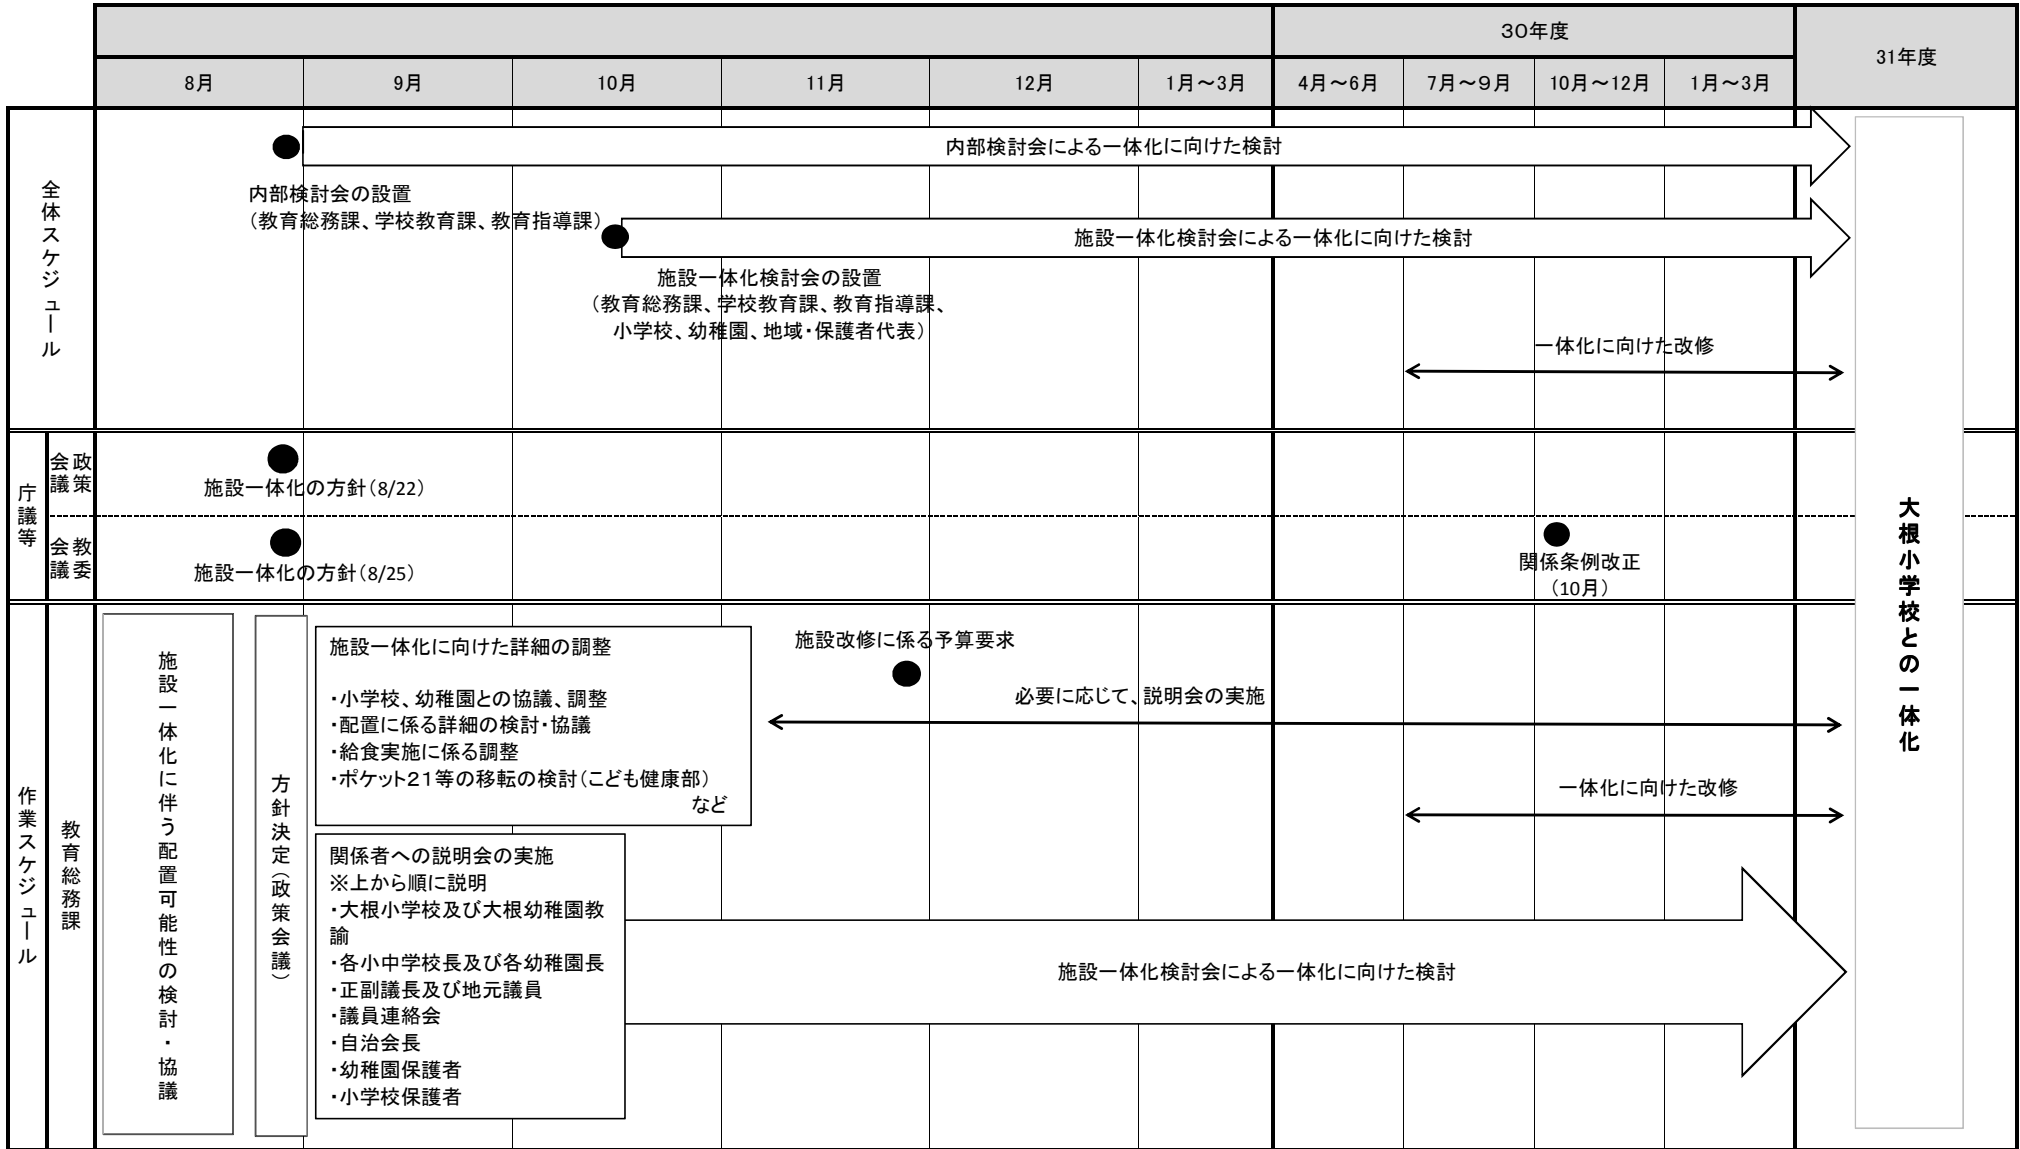 30年度
31年度
8月
9月
10月
11月
12月
1月～3月
4月～6月
7月～9月
10月～12月
1月～3月
全体スケジュール
内部検討会による一体化に向けた検討
内部検討会の設置
（教育総務課、学校教育課、教育指導課）
施設一体化検討会による一体化に向けた検討
施設一体化検討会の設置
（教育総務課、学校教育課、教育指導課、
小学校、幼稚園、地域・保護者代表）
一体化に向けた改修
庁議等
政策
会議
施設一体化の方針（8/22）
教委
会議
施設一体化の方針（8/25）
関係条例改正
（10月）
大根小学校との一体化
作業スケジュール
教育総務課
施設一体化に伴う配置可能性の検討・協議
方針決定（政策会議）
施設一体化に向けた詳細の調整
・小学校、幼稚園との協議、調整
・配置に係る詳細の検討・協議
・給食実施に係る調整
・ポケット２１等の移転の検討（こども健康部）
など
施設改修に係る予算要求
必要に応じて、説明会の実施
一体化に向けた改修
関係者への説明会の実施
※上から順に説明
・大根小学校及び大根幼稚園教
諭
・各小中学校長及び各幼稚園長
・正副議長及び地元議員
・議員連絡会
・自治会長
・幼稚園保護者
・小学校保護者
施設一体化検討会による一体化に向けた検討